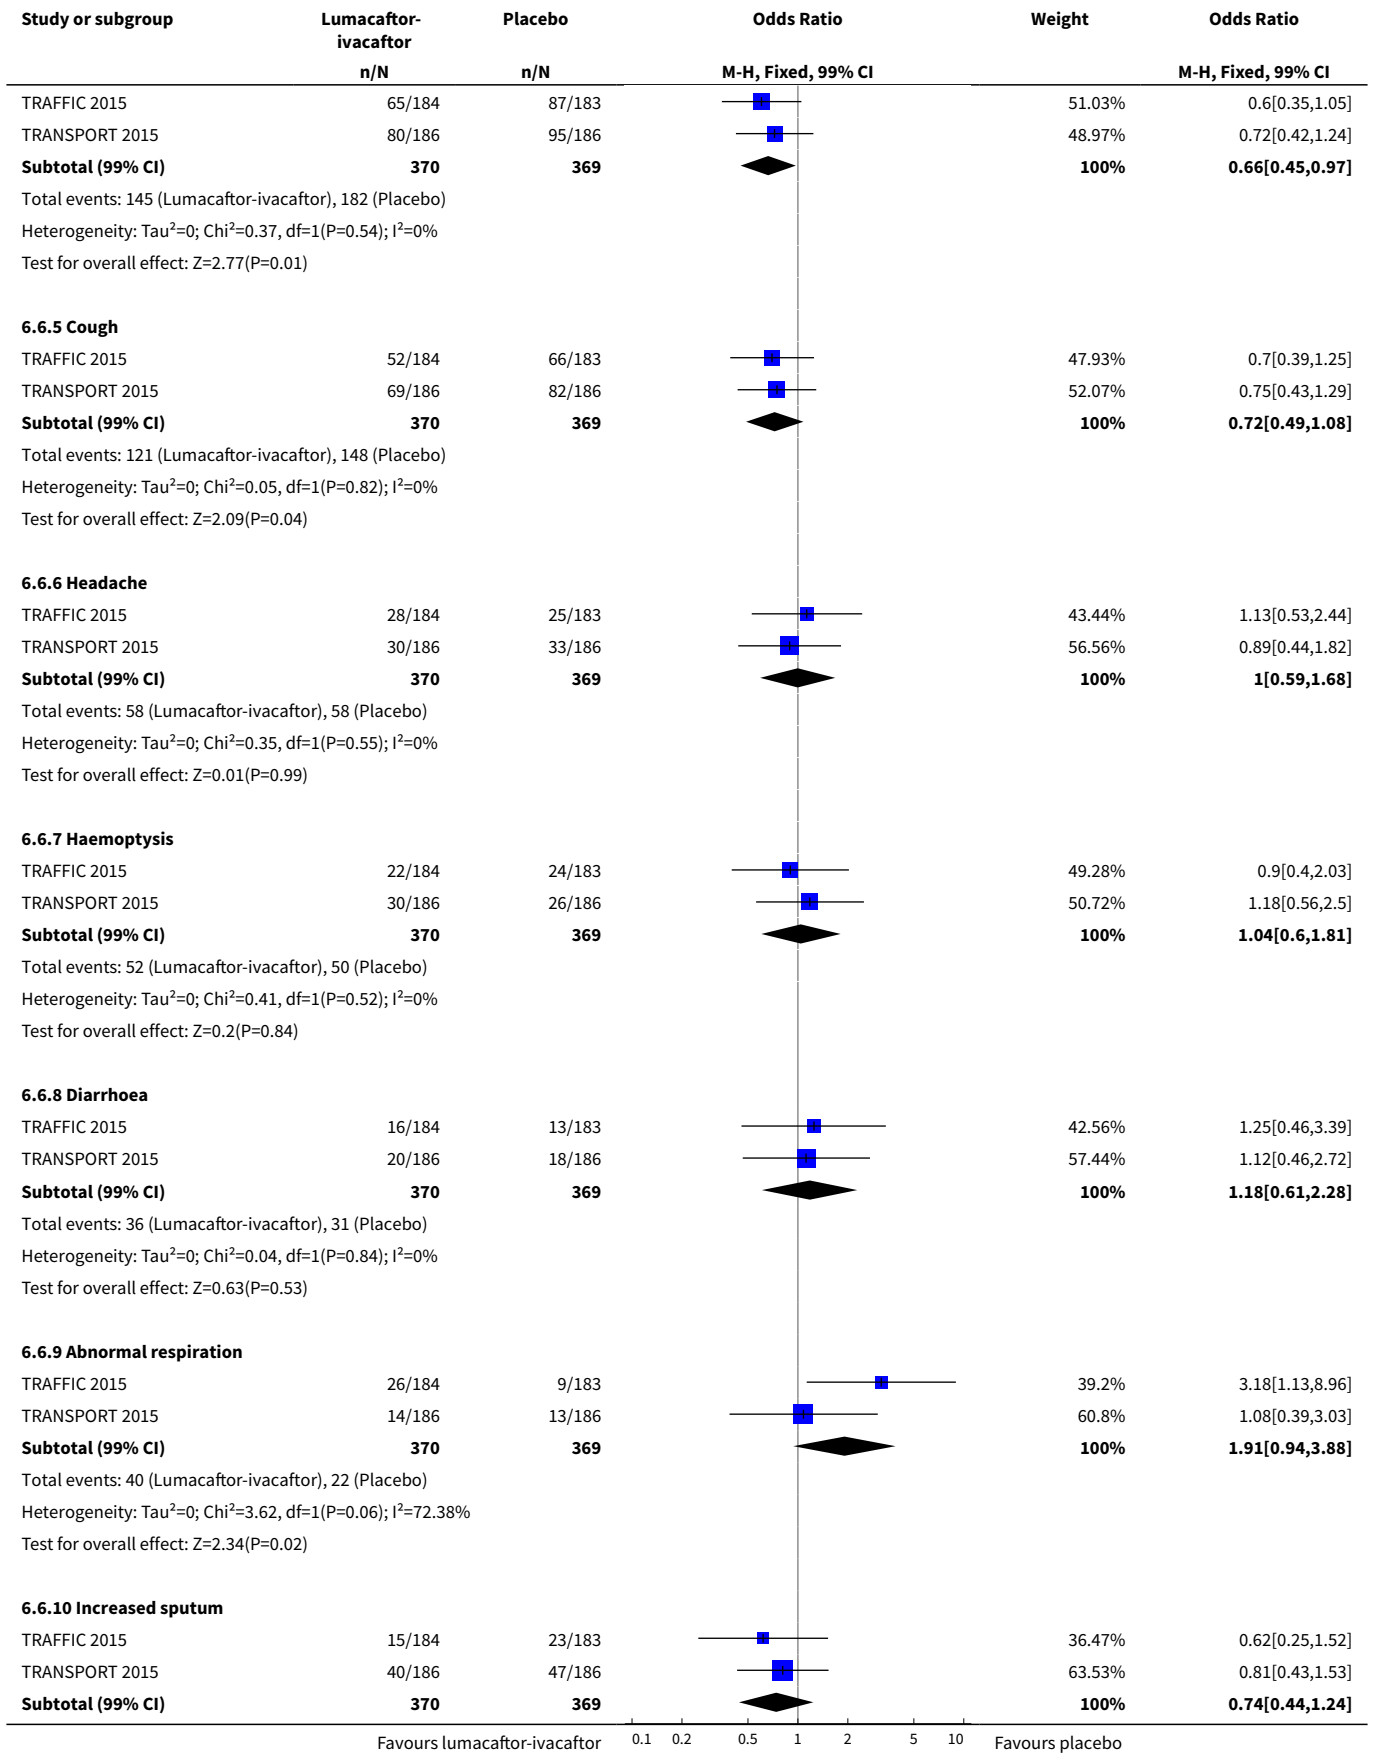 Study or subgroup Lumacaftor-ivacaftor Placebo Odds Ratio Weight Odds Ratio
n/N n/N M-H, Fixed, 99% CI M-H, Fixed, 99% CI
TRAFFIC 2015 65/184 87/183 51.03% 0.6[0.35,1.05]
TRANSPORT 2015 80/186 95/186 48.97% 0.72[0.42,1.24]
Subtotal (99% CI) 370 369 100% 0.66[0.45,0.97]
Total events: 145 (Lumacaftor-ivacaftor), 182 (Placebo)
Heterogeneity: Tau²=0; Chi²=0.37, df=1(P=0.54); I²=0%
Test for overall effect: Z=2.77(P=0.01)
6.6.5 Cough
TRAFFIC 2015 52/184 66/183 47.93% 0.7[0.39,1.25]
TRANSPORT 2015 69/186 82/186 52.07% 0.75[0.43,1.29]
Subtotal (99% CI) 370 369 100% 0.72[0.49,1.08]
Total events: 121 (Lumacaftor-ivacaftor), 148 (Placebo)
Heterogeneity: Tau²=0; Chi²=0.05, df=1(P=0.82); I²=0%
Test for overall effect: Z=2.09(P=0.04)
6.6.6 Headache
TRAFFIC 2015 28/184 25/183 43.44% 1.13[0.53,2.44]
TRANSPORT 2015 30/186 33/186 56.56% 0.89[0.44,1.82]
Subtotal (99% CI) 370 369 100% 1[0.59,1.68]
Total events: 58 (Lumacaftor-ivacaftor), 58 (Placebo)
Heterogeneity: Tau²=0; Chi²=0.35, df=1(P=0.55); I²=0%
Test for overall effect: Z=0.01(P=0.99)
6.6.7 Haemoptysis
TRAFFIC 2015 22/184 24/183 49.28% 0.9[0.4,2.03]
TRANSPORT 2015 30/186 26/186 50.72% 1.18[0.56,2.5]
Subtotal (99% CI) 370 369 100% 1.04[0.6,1.81]
Total events: 52 (Lumacaftor-ivacaftor), 50 (Placebo)
Heterogeneity: Tau²=0; Chi²=0.41, df=1(P=0.52); I²=0%
Test for overall effect: Z=0.2(P=0.84)
6.6.8 Diarrhoea
TRAFFIC 2015 16/184 13/183 42.56% 1.25[0.46,3.39]
TRANSPORT 2015 20/186 18/186 57.44% 1.12[0.46,2.72]
Subtotal (99% CI) 370 369 100% 1.18[0.61,2.28]
Total events: 36 (Lumacaftor-ivacaftor), 31 (Placebo)
Heterogeneity: Tau²=0; Chi²=0.04, df=1(P=0.84); I²=0%
Test for overall effect: Z=0.63(P=0.53)
6.6.9 Abnormal respiration
TRAFFIC 2015 26/184 9/183 39.2% 3.18[1.13,8.96]
TRANSPORT 2015 14/186 13/186 60.8% 1.08[0.39,3.03]
Subtotal (99% CI) 370 369 100% 1.91[0.94,3.88]
Total events: 40 (Lumacaftor-ivacaftor), 22 (Placebo)
Heterogeneity: Tau²=0; Chi²=3.62, df=1(P=0.06); I²=72.38%
Test for overall effect: Z=2.34(P=0.02)
6.6.10 Increased sputum
TRAFFIC 2015 15/184 23/183 36.47% 0.62[0.25,1.52]
TRANSPORT 2015 40/186 47/186 63.53% 0.81[0.43,1.53]
Subtotal (99% CI) 370 369 100% 0.74[0.44,1.24]
Favours lumacaftor-ivacaftor 0.1 0.2 0.5 1 2 5 10 Favours placebo